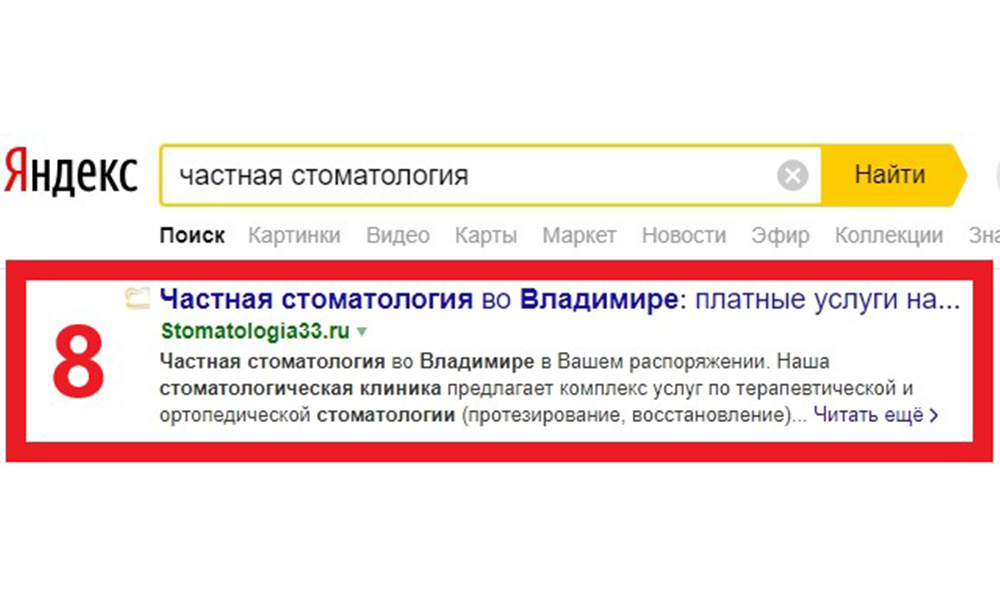 Яндекс
частная стоматология
Найти
Поиск Картинки Видео Карты Маркет Новости Эфир Коллекции
8
Частная стоматология во Владимире: платные услуги на...
Stomatologia33.ru
Частная стоматология во Владимире в Вашем распоряжении. Наша
стоматологическая клиника предлагает комплекс услуг по терапевтической и
ортопедической стоматологии (протезирование, восстановление)... Читать ещё